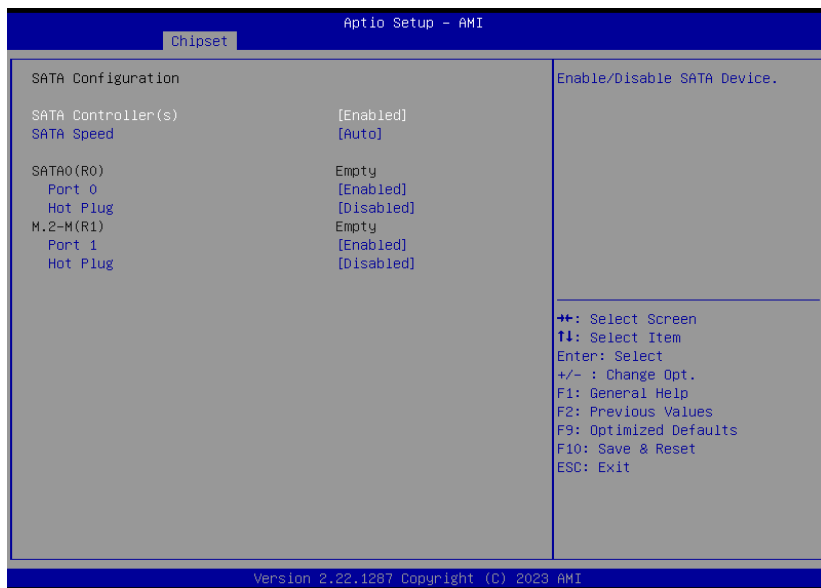 Aptio Setup – AMI
Chipset
SATA Configuration
SATA Controller(s) [Enabled]
SATA Speed [Auto]
SATA0(R0) Empty
Port 0 [Enabled]
Hot Plug [Disabled]
M.2-M(R1) Empty
Port 1 [Enabled]
Hot Plug [Disabled]
Enable/Disable SATA Device.
→←: Select Screen
↑↓: Select Item
Enter: Select
+/- : Change Opt.
F1: General Help
F2: Previous Values
F9: Optimized Defaults
F10: Save & Reset
ESC: Exit
Version 2.22.1287 Copyright (C) 2023 AMI